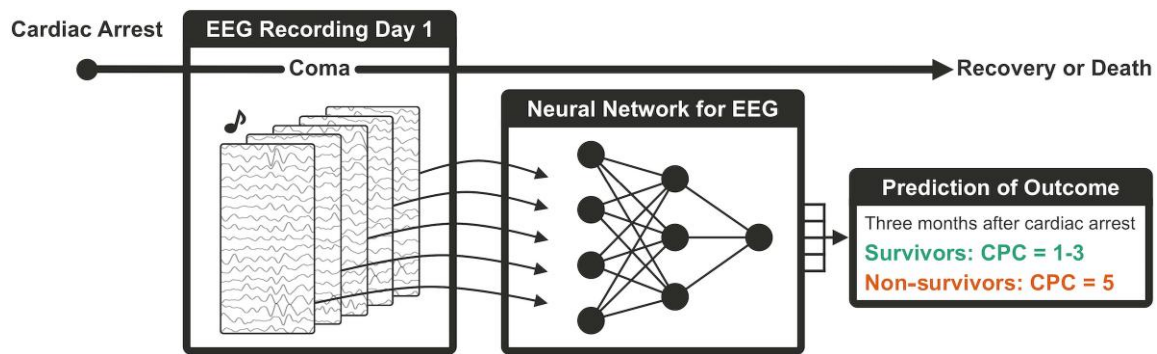 Cardiac Arrest
EEG Recording Day 1
Coma
Recovery or Death
Neural Network for EEG
Prediction of Outcome
Three months after cardiac arrest
Survivors: CPC = 1-3
Non-survivors: CPC = 5